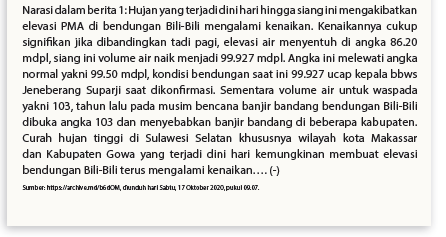 Narasi dalam berita 1: Hujan yang terjadi dini hari hingga siang ini mengakibatkan
elevasi PMA di bendungan Bili-Bili mengalami kenaikan. Kenaikannya cukup
signifikan jika dibandingkan tadi pagi, elevasi air menyentuh di angka 86.20
mdpl, siang ini volume air naik menjadi 99.927 mdpl. Angka ini melewati angka
normal yakni 99.50 mdpl, kondisi bendungan saat ini 99.927 ucap kepala bbws
Jeneberang Suparji saat dikonfirmasi. Sementara volume air untuk waspada
yakni 103, tahun lalu pada musim bencana banjir bandang bendungan Bili-Bili
dibuka angka 103 dan menyebabkan banjir bandang di beberapa kabupaten.
Curah hujan tinggi di Sulawesi Selatan khususnya wilayah kota Makassar
dan Kabupaten Gowa yang terjadi dini hari kemungkinan membuat elevasi
bendungan Bili-Bili terus mengalami kenaikan.... (-)
Sumber: https://archive.md/b6dOM, diunduh hari Sabtu, 17 Oktober 2020, pukul 09.07.